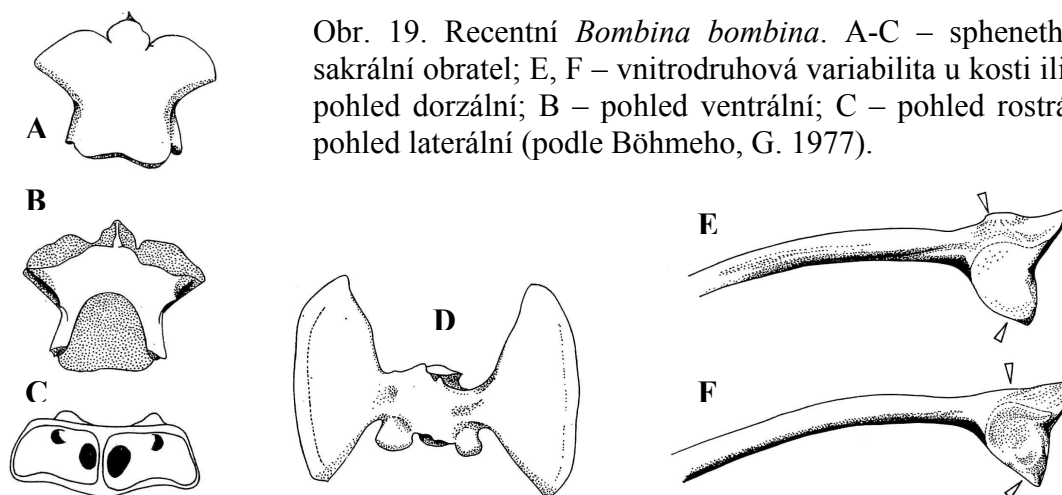 Obr. 19. Recentní Bombina bombina. A-C – spheneth
sakrální obratel; E, F – vnitrodruhová variabilita u kosti ilí
pohled dorzální; B – pohled ventrální; C – pohled rostrá
pohled laterální (podle Böhmeho, G. 1977).
A
B
C
D
E
F